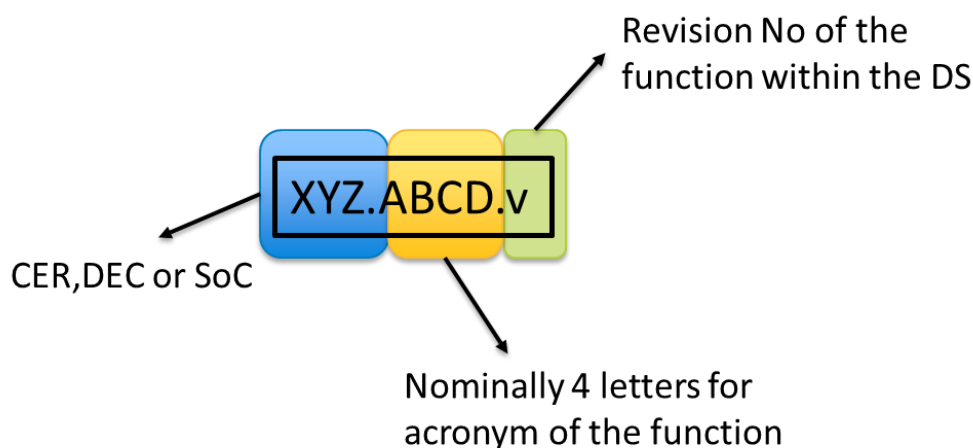 Revision No of the
function within the DS
XYZ.ABCD.v
CER,DEC or SoC
Nominally 4 letters for
acronym of the function